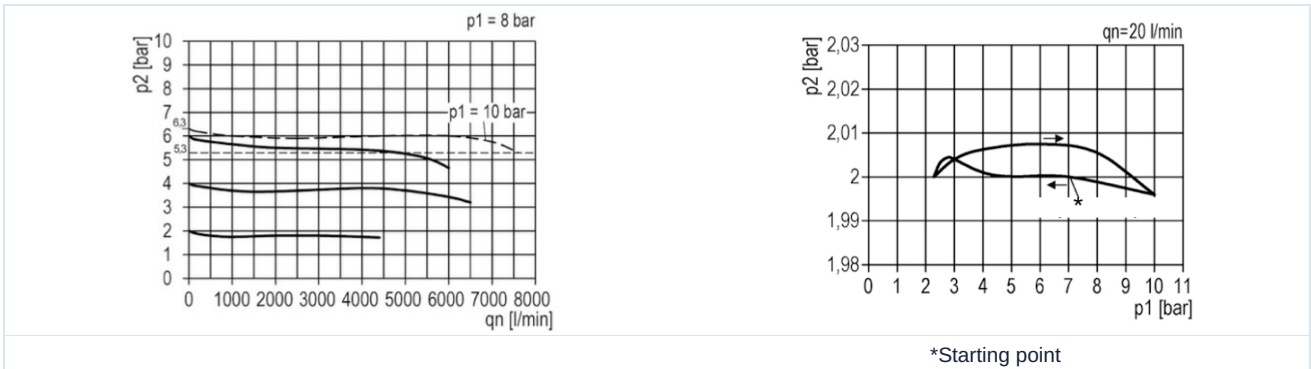 p1 = 8 bar
p2 [bar]
10
9
8
7
6,3
6
5,3
5
4
3
2
1
0
p1 = 10 bar
0 1000 2000 3000 4000 5000 6000 7000 8000
qn [l/min]
qn=20 l/min
p2 [bar]
2,03
2,02
2,01
2
1,99
1,98
*
0 1 2 3 4 5 6 7 8 9 10 11
p1 [bar]
*Starting point